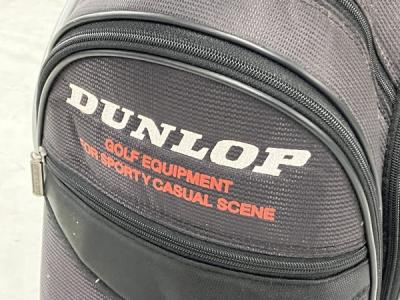 DUNLOP
GOLF EQUIPMENT
FOR SPORTY CASUAL SCENE